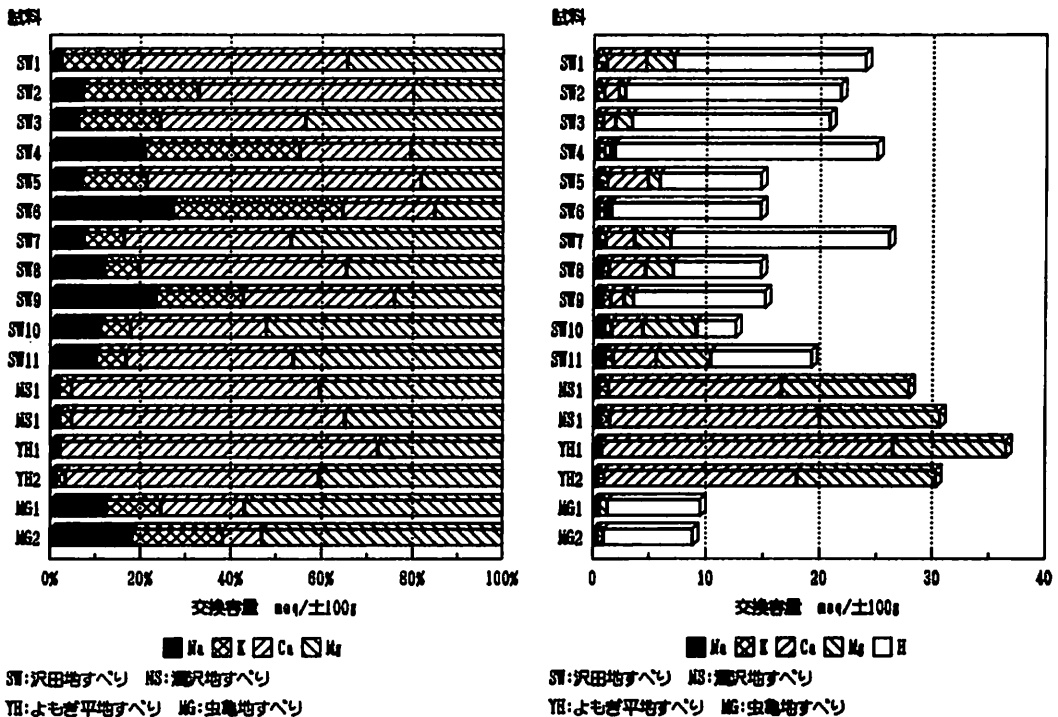 試料
SW1
SW2
SW3
SW4
SW5
SW6
SW7
SW8
SW9
SW10
SW11
MS1
MS1
YH1
YH2
MG1
MG2
0% 20% 40% 60% 80% 100%
交換容量 meq/土100g
Na K Ca Mg
SW:沢田地すべり MS:沢地すべり
YH:よもぎ平地すべり MG:虫亀地すべり
試料
SW1
SW2
SW3
SW4
SW5
SW6
SW7
SW8
SW9
SW10
SW11
MS1
MS1
YH1
YH2
MG1
MG2
0 10 20 30 40
交換容量 meq/土100g
Na K Ca Mg H
SW:沢田地すべり MS:沢地すべり
YH:よもぎ平地すべり MG:虫亀地すべり